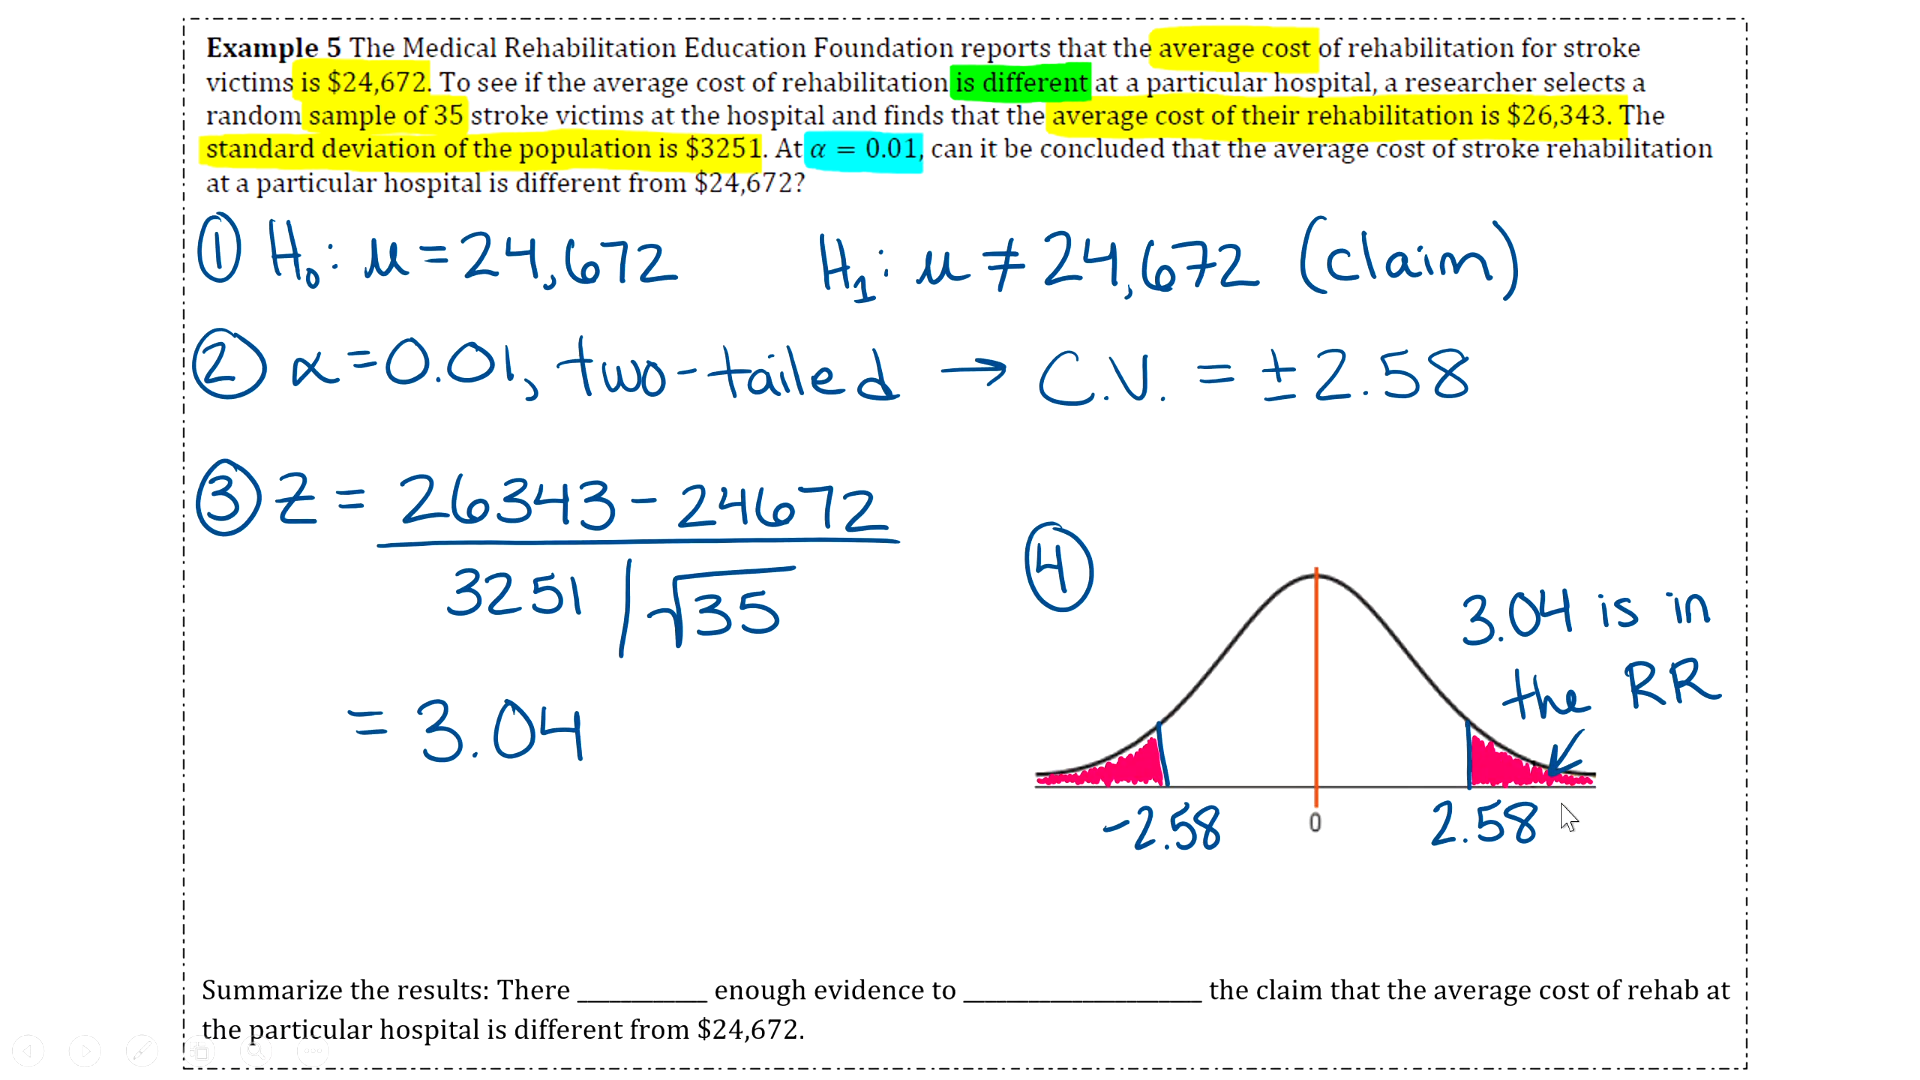 Example 5 The Medical Rehabilitation Education Foundation reports that the average cost of rehabilitation for stroke
victims is $24,672. To see if the average cost of rehabilitation is different at a particular hospital, a researcher selects a
random sample of 35 stroke victims at the hospital and finds that the average cost of their rehabilitation is $26,343. The
standard deviation of the population is $3251. At α = 0.01, can it be concluded that the average cost of stroke rehabilitation
at a particular hospital is different from $24,672?
① H₀: μ = 24,672 H₁: μ ≠ 24,672 (claim)
② α = 0.01, two-tailed → C.V. = ±2.58
③ Z = 26343 - 24672
3251 / √35
= 3.04
④
3.04 is in
the RR
-2.58 0 2.58
Summarize the results: There __________ enough evidence to __________________ the claim that the average cost of rehab at
the particular hospital is different from $24,672.